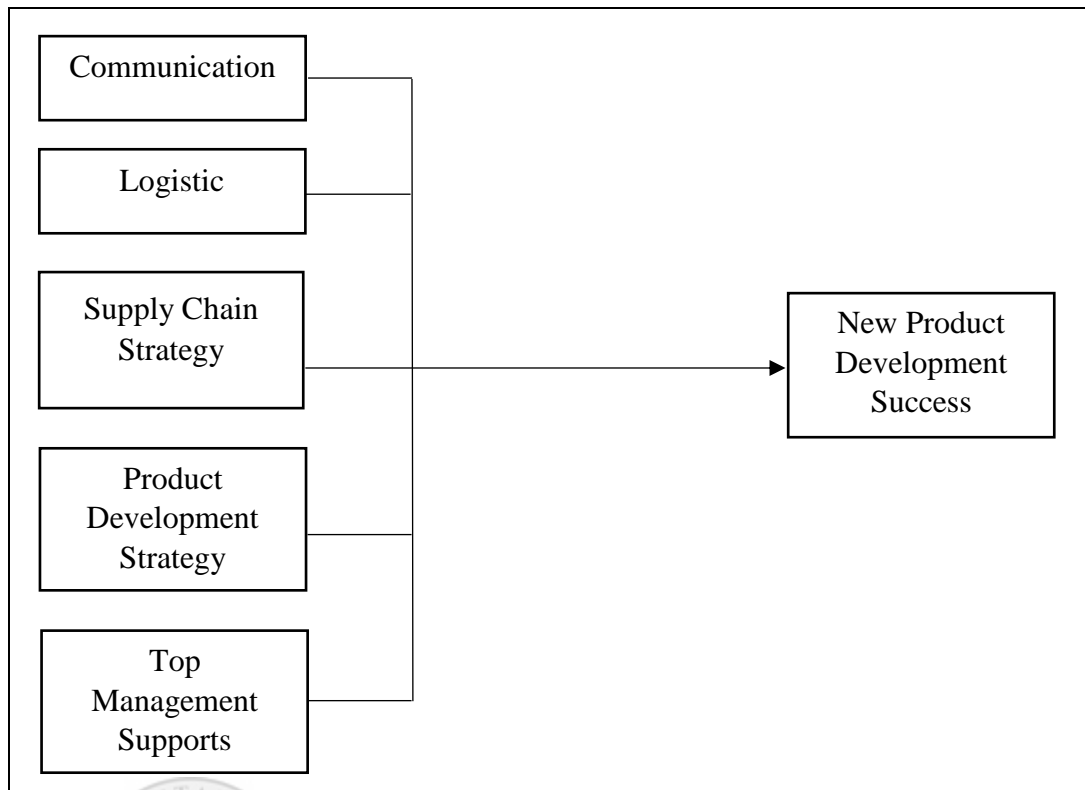 Communication
Logistic
Supply Chain
Strategy
Product
Development
Strategy
Top
Management
Supports
New Product
Development
Success